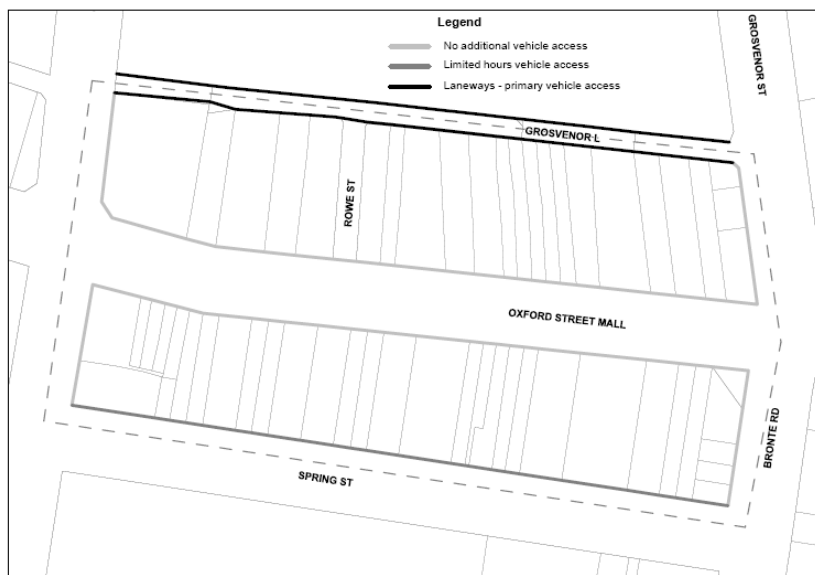 Legend
No additional vehicle access
Limited hours vehicle access
Laneways - primary vehicle access
GROSVENOR ST
GROSVENOR L
ROWE ST
OXFORD STREET MALL
BRONTE RD
SPRING ST